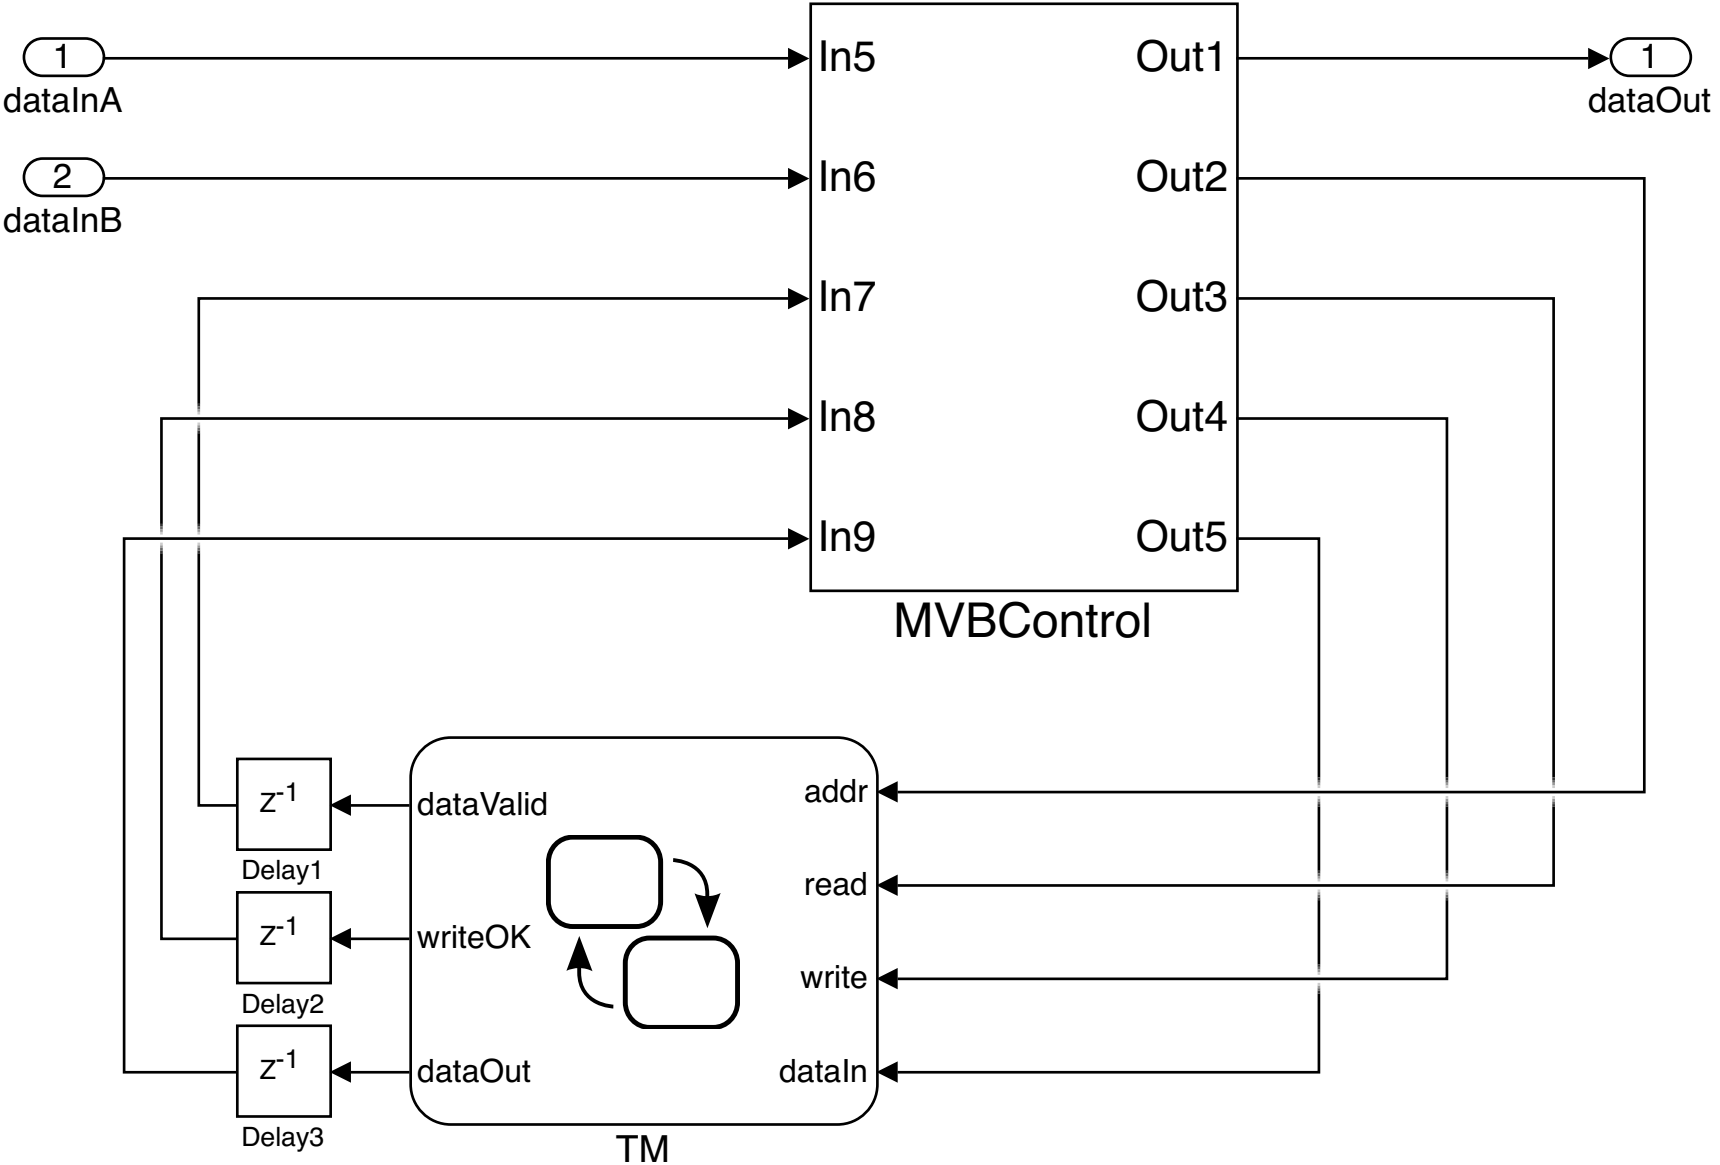 1
dataInA
2
dataInB
In5
In6
In7
In8
In9
Out1
Out2
Out3
Out4
Out5
MVBControl
1
dataOut
z-1
Delay1
z-1
Delay2
z-1
Delay3
dataValid
writeOK
dataOut
addr
read
write
dataIn
TM